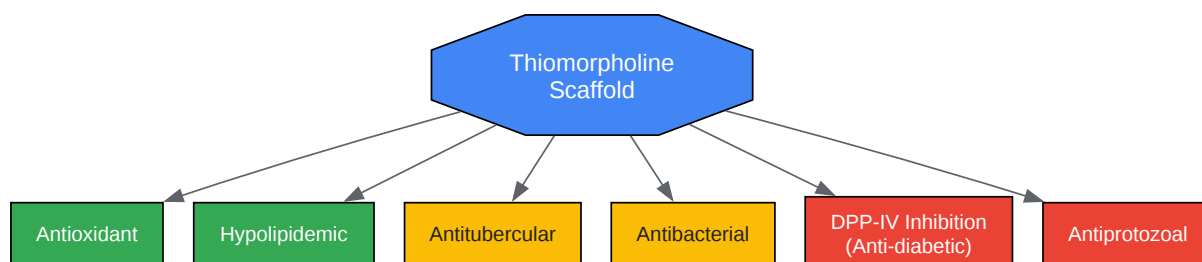 Thiomorpholine
Scaffold
Antioxidant
Hypolipidemic
Antitubercular
Antibacterial
DPP-IV Inhibition
(Anti-diabetic)
Antiprotozoal